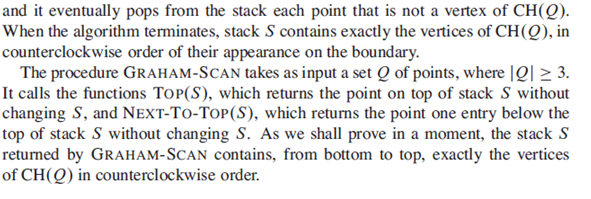 and it eventually pops from the stack each point that is not a vertex of CH(Q).
When the algorithm terminates, stack S contains exactly the vertices of CH(Q), in
counterclockwise order of their appearance on the boundary.
The procedure GRAHAM-SCAN takes as input a set Q of points, where |Q| ≥ 3.
It calls the functions TOP(S), which returns the point on top of stack S without
changing S, and NEXT-TO-TOP(S), which returns the point one entry below the
top of stack S without changing S. As we shall prove in a moment, the stack S
returned by GRAHAM-SCAN contains, from bottom to top, exactly the vertices
of CH(Q) in counterclockwise order.